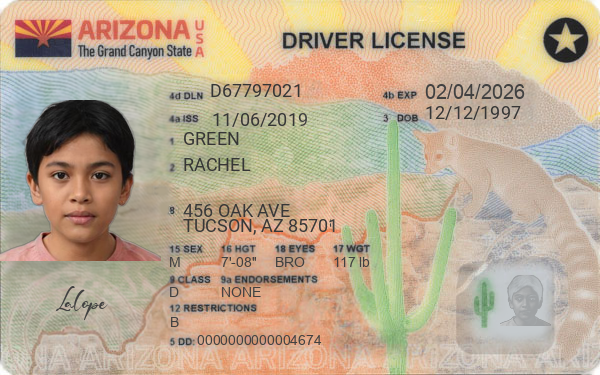 ARIZONA USA
The Grand Canyon State
DRIVER LICENSE
4d DLN D67797021
4b EXP 02/04/2026
4a ISS 11/06/2019
3 DOB 12/12/1997
1 GREEN
2 RACHEL
8 456 OAK AVE
TUCSON, AZ 85701
15 SEX 16 HGT 18 EYES 17 WGT
M 7'-08" BRO 117 lb
9 CLASS 9a ENDORSEMENTS
D NONE
12 RESTRICTIONS
B
5 DD: 0000000000004674
LaCope
ARIZONA ARIZONA ARIZONA ARIZONA